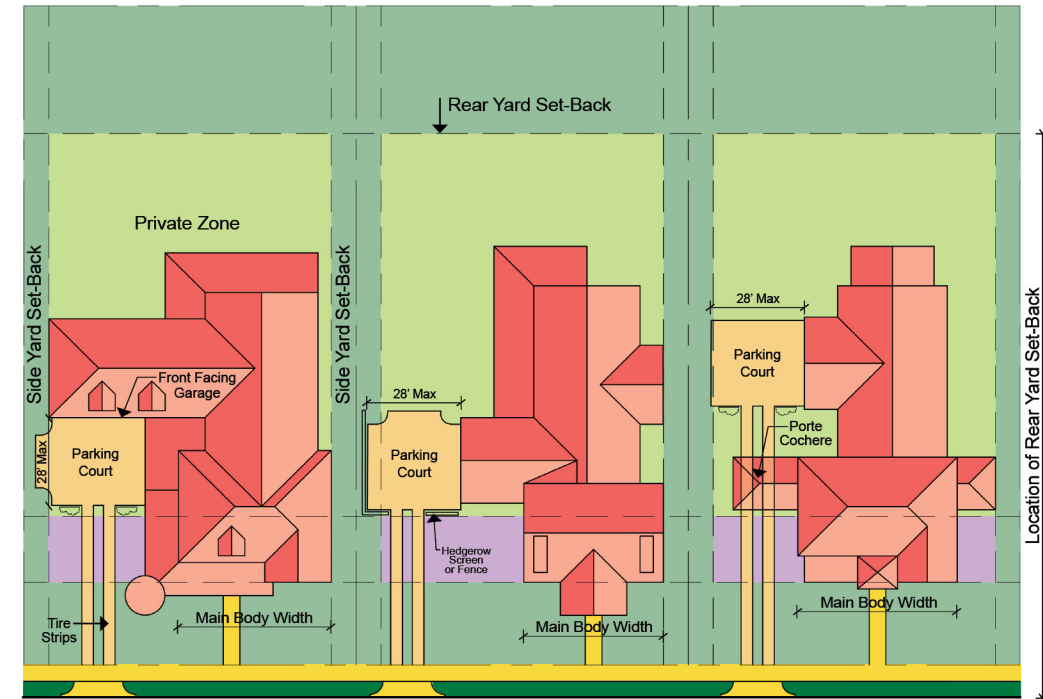 Rear Yard Set-Back
Private Zone
Side Yard Set-Back
Side Yard Set-Back
Location of Rear Yard Set-Back
28' Max
Parking
Court
Front Facing
Garage
28' Max
Parking
Court
28' Max
Parking
Court
Porte
Cochere
Hedgerow
Screen
or Fence
Tire
Strips
Main Body Width
Main Body Width
Main Body Width